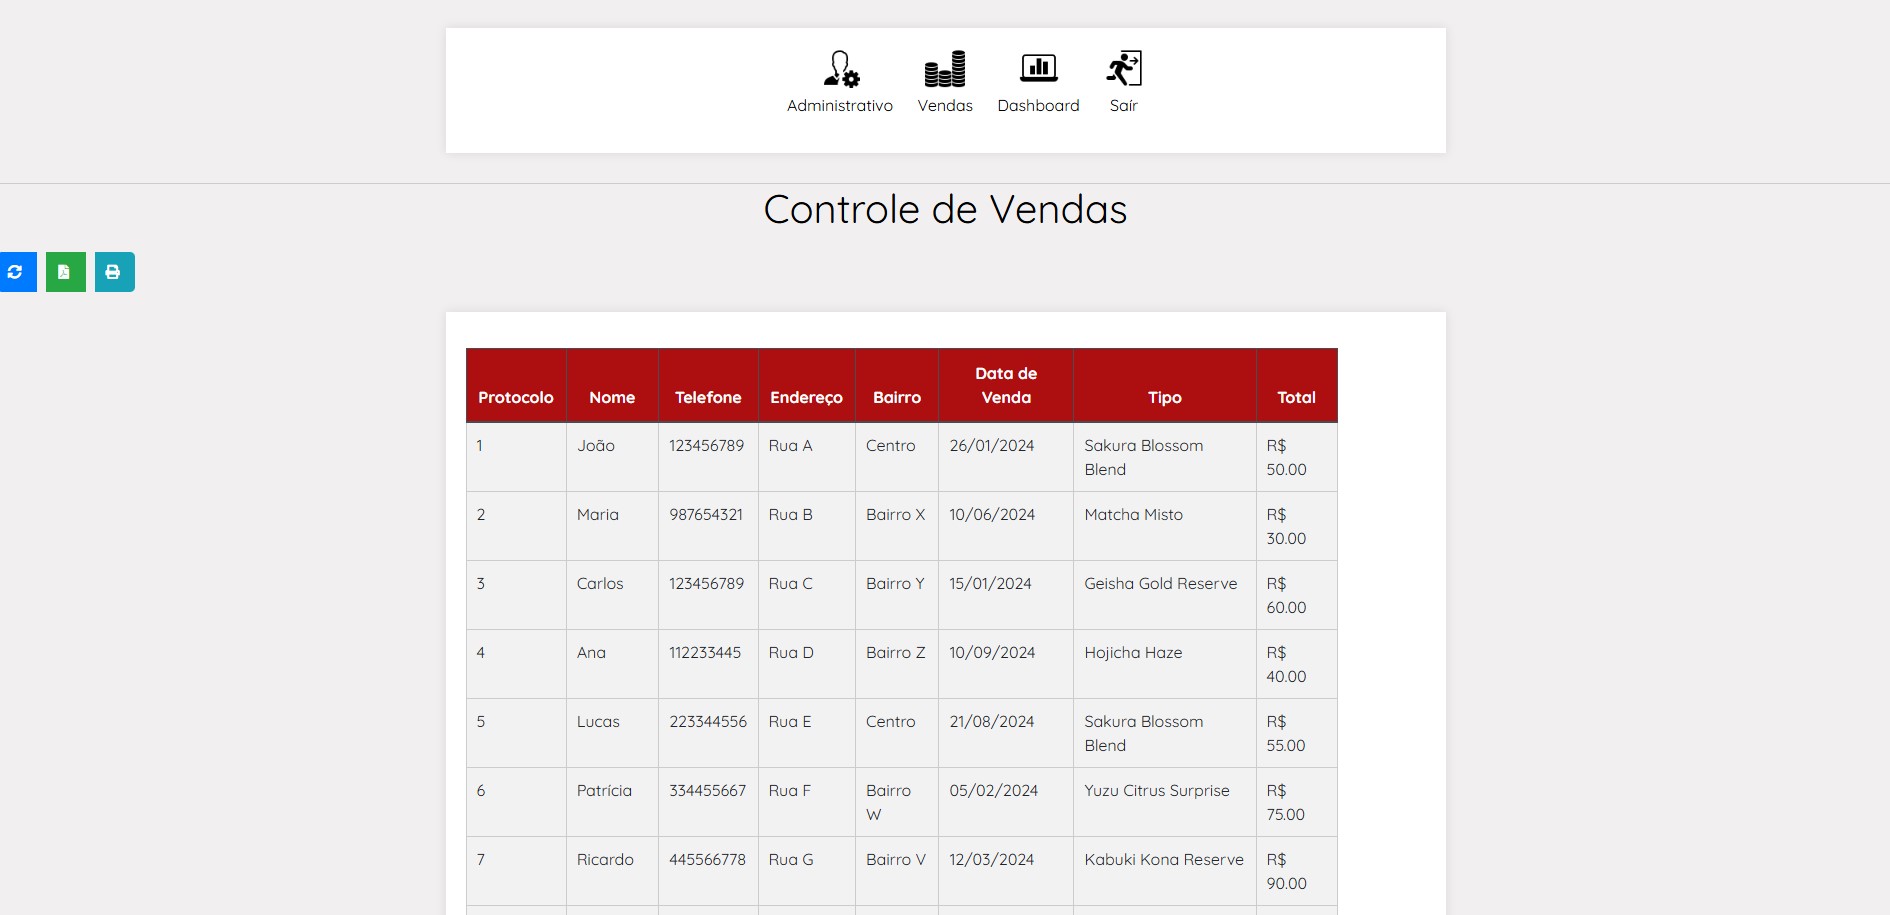 Administrativo Vendas Dashboard Saír
Controle de Vendas
Protocolo Nome Telefone Endereço Bairro Data de Venda Tipo Total
1 João 123456789 Rua A Centro 26/01/2024 Sakura Blossom Blend R$ 50.00
2 Maria 987654321 Rua B Bairro X 10/06/2024 Matcha Misto R$ 30.00
3 Carlos 123456789 Rua C Bairro Y 15/01/2024 Geisha Gold Reserve R$ 60.00
4 Ana 112233445 Rua D Bairro Z 10/09/2024 Hojicha Haze R$ 40.00
5 Lucas 223344556 Rua E Centro 21/08/2024 Sakura Blossom Blend R$ 55.00
6 Patrícia 334455667 Rua F Bairro W 05/02/2024 Yuzu Citrus Surprise R$ 75.00
7 Ricardo 445566778 Rua G Bairro V 12/03/2024 Kabuki Kona Reserve R$ 90.00